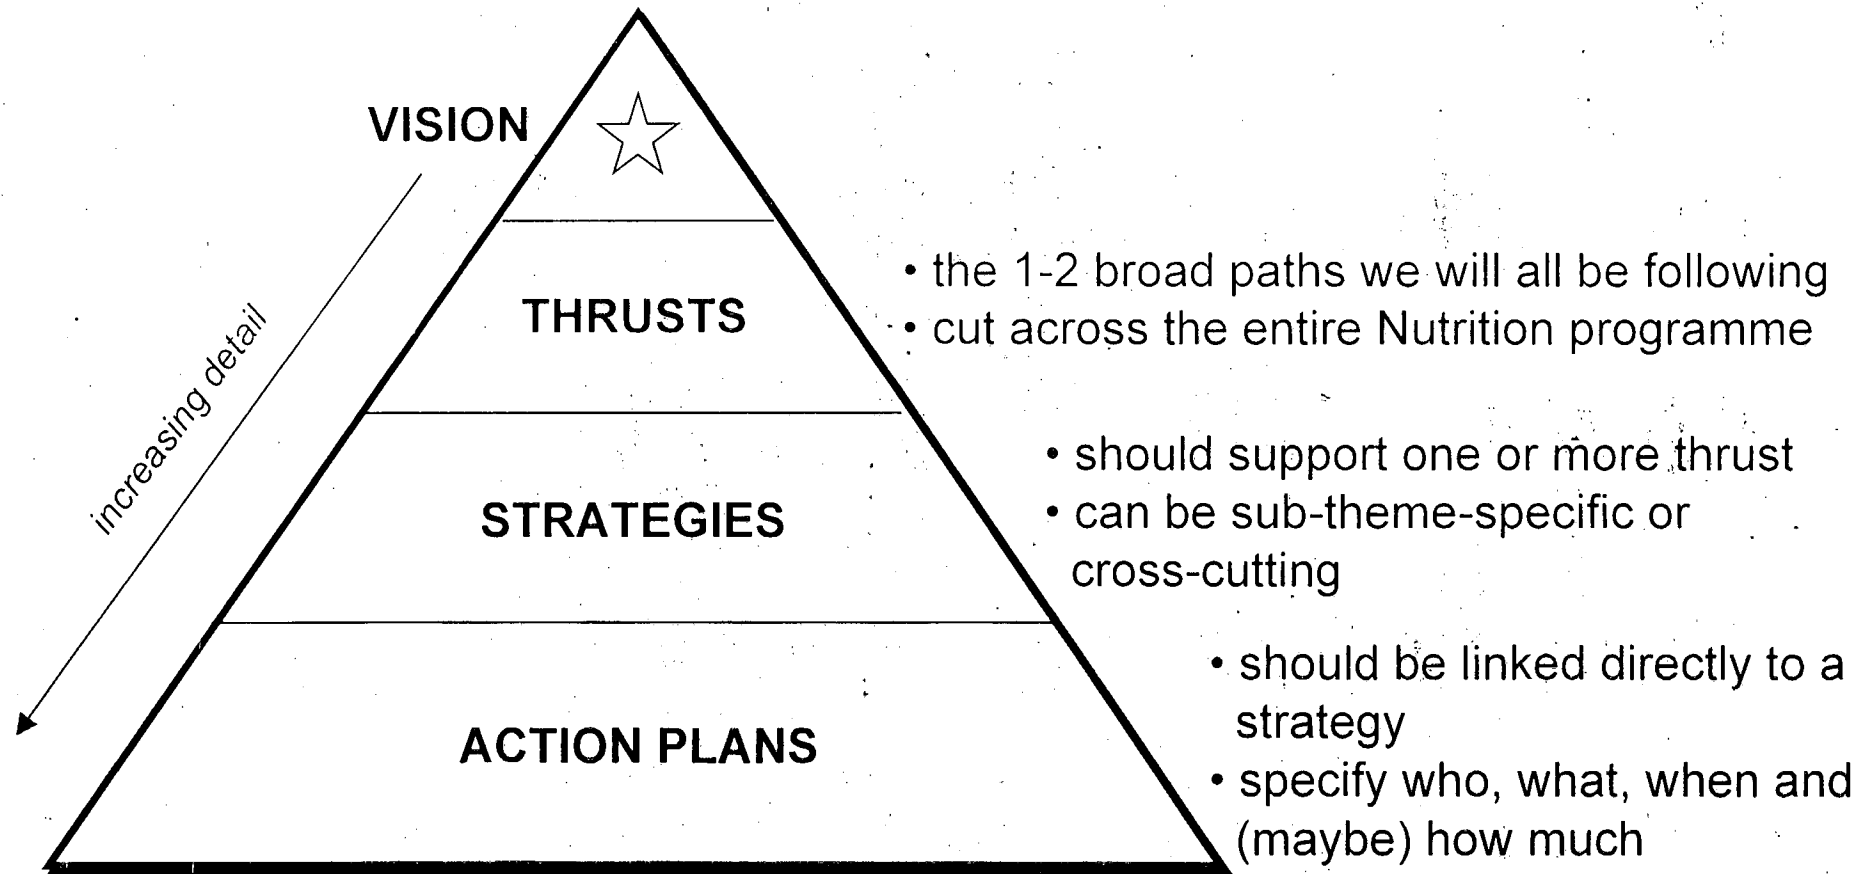 VISION
increasing detail
THRUSTS
• the 1-2 broad paths we will all be following
• cut across the entire Nutrition programme
STRATEGIES
• should support one or more thrust
• can be sub-theme-specific or
cross-cutting
ACTION PLANS
• should be linked directly to a
strategy
• specify who, what, when and
(maybe) how much